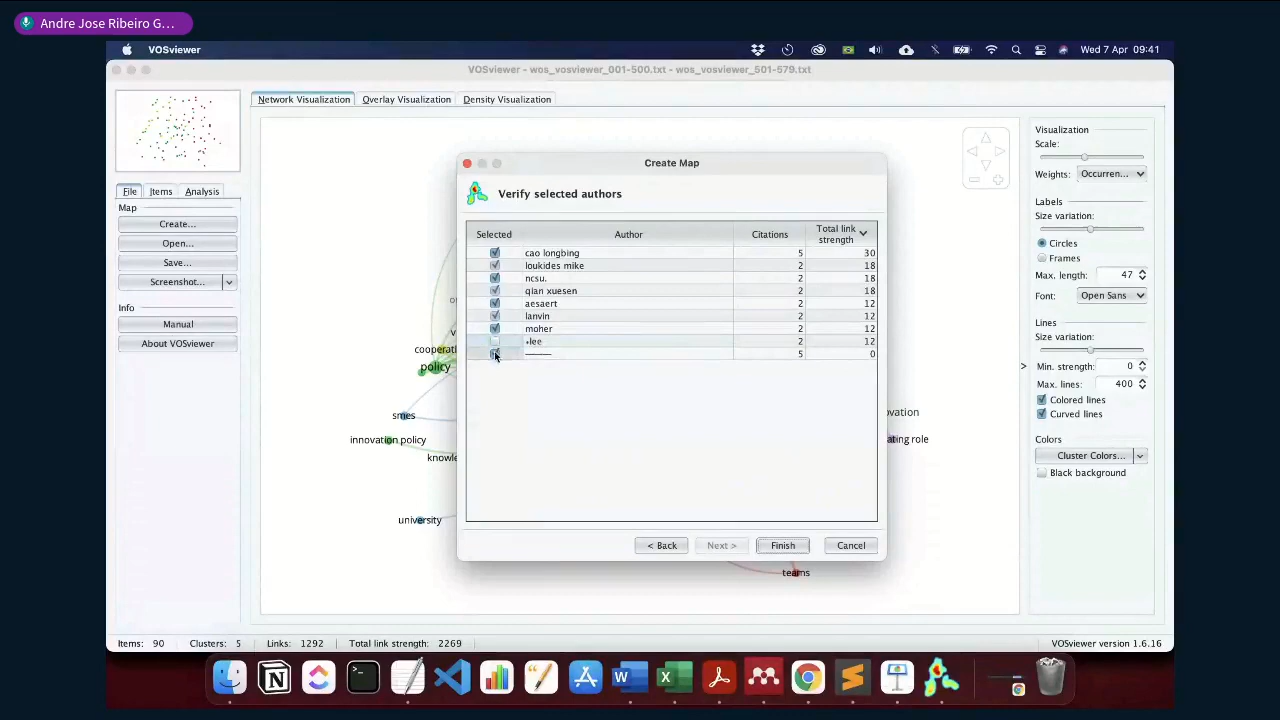 Andre Jose Ribeiro G...
VOSviewer
Wed 7 Apr 09:41
VOSviewer - wos_vosviewer_001-500.txt - wos_vosviewer_501-579.txt
Network Visualization
Overlay Visualization
Density Visualization
File
Items
Analysis
Map
Create...
Open...
Save...
Screenshot...
Info
Manual
About VOSviewer
policy
smes
innovation policy
university
teams
Create Map
Verify selected authors
Selected Author Citations Total link strength
cao longbing 5 30
loukides mike 2 18
ncsu. 2 18
qian xuesen 2 18
aesaert 2 12
lanvin 2 12
moher 2 12
•lee 2 12
——— 5 0
< Back
Next >
Finish
Cancel
Visualization
Scale:
Weights: Occurren...
Labels
Size variation:
Circles
Frames
Max. length: 47
Font: Open Sans
Lines
Size variation:
Min. strength: 0
Max. lines: 400
Colored lines
Curved lines
Colors
Cluster Colors...
Black background
Items: 90 Clusters: 5 Links: 1292 Total link strength: 2269
VOSviewer version 1.6.16